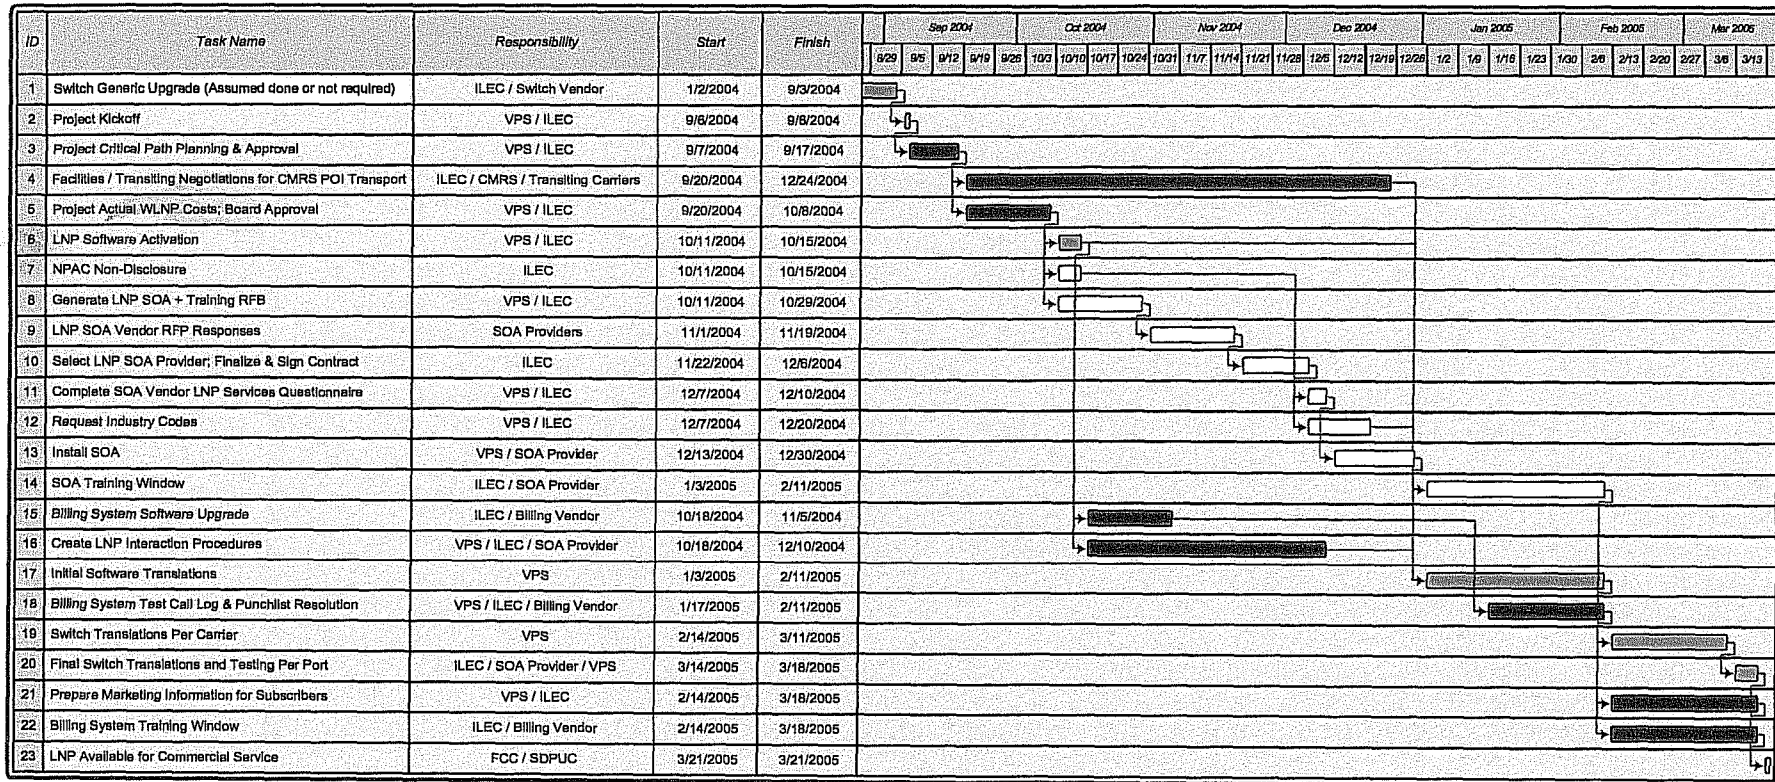 ID Task Name Responsibility Start Finish Sep 2004 Oct 2004 Nov 2004 Dec 2004 Jan 2005 Feb 2005 Mar 2005
8/29 9/5 9/12 9/19 9/26 10/3 10/10 10/17 10/24 10/31 11/7 11/14 11/21 11/28 12/5 12/12 12/19 12/26 1/2 1/9 1/16 1/23 1/30 2/6 2/13 2/20 2/27 3/6 3/13
1 Switch Generic Upgrade (Assumed done or not required) ILEC / Switch Vendor 1/2/2004 9/3/2004
2 Project Kickoff VPS / ILEC 9/6/2004 9/6/2004
3 Project Critical Path Planning & Approval VPS / ILEC 9/7/2004 9/17/2004
4 Facilities / Transiting Negotiations for CMRS POI Transport ILEC / CMRS / Transiting Carriers 9/20/2004 12/24/2004
5 Project Actual WLNP Costs; Board Approval VPS / ILEC 9/20/2004 10/8/2004
6 LNP Software Activation VPS / ILEC 10/11/2004 10/15/2004
7 NPAC Non-Disclosure ILEC 10/11/2004 10/15/2004
8 Generate LNP SOA + Training RFB VPS / ILEC 10/11/2004 10/29/2004
9 LNP SOA Vendor RFP Responses SOA Providers 11/1/2004 11/19/2004
10 Select LNP SOA Provider; Finalize & Sign Contract ILEC 11/22/2004 12/6/2004
11 Complete SOA Vendor LNP Services Questionnaire VPS / ILEC 12/7/2004 12/10/2004
12 Request Industry Codes VPS / ILEC 12/7/2004 12/20/2004
13 Install SOA VPS / SOA Provider 12/13/2004 12/30/2004
14 SOA Training Window ILEC / SOA Provider 1/3/2005 2/11/2005
15 Billing System Software Upgrade ILEC / Billing Vendor 10/18/2004 11/5/2004
16 Create LNP Interaction Procedures VPS / ILEC / SOA Provider 10/18/2004 12/10/2004
17 Initial Software Translations VPS 1/3/2005 2/11/2005
18 Billing System Test Call Log & Punchlist Resolution VPS / ILEC / Billing Vendor 1/17/2005 2/11/2005
19 Switch Translations Per Carrier VPS 2/14/2005 3/11/2005
20 Final Switch Translations and Testing Per Port ILEC / SOA Provider / VPS 3/14/2005 3/18/2005
21 Prepare Marketing Information for Subscribers VPS / ILEC 2/14/2005 3/18/2005
22 Billing System Training Window ILEC / Billing Vendor 2/14/2005 3/18/2005
23 LNP Available for Commercial Service FCC / SDPUC 3/21/2005 3/21/2005